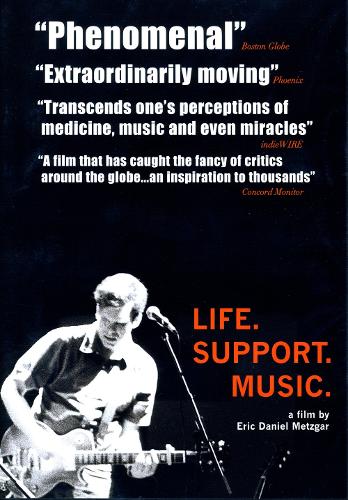 “Phenomenal” Boston Globe
“Extraordinarily moving” Phoenix
“Transcends one’s perceptions of
medicine, music and even miracles”
indieWIRE
“A film that has caught the fancy of critics
around the globe...an inspiration to thousands”
Concord Monitor
LIFE.
SUPPORT.
MUSIC.
a film by
Eric Daniel Metzgar